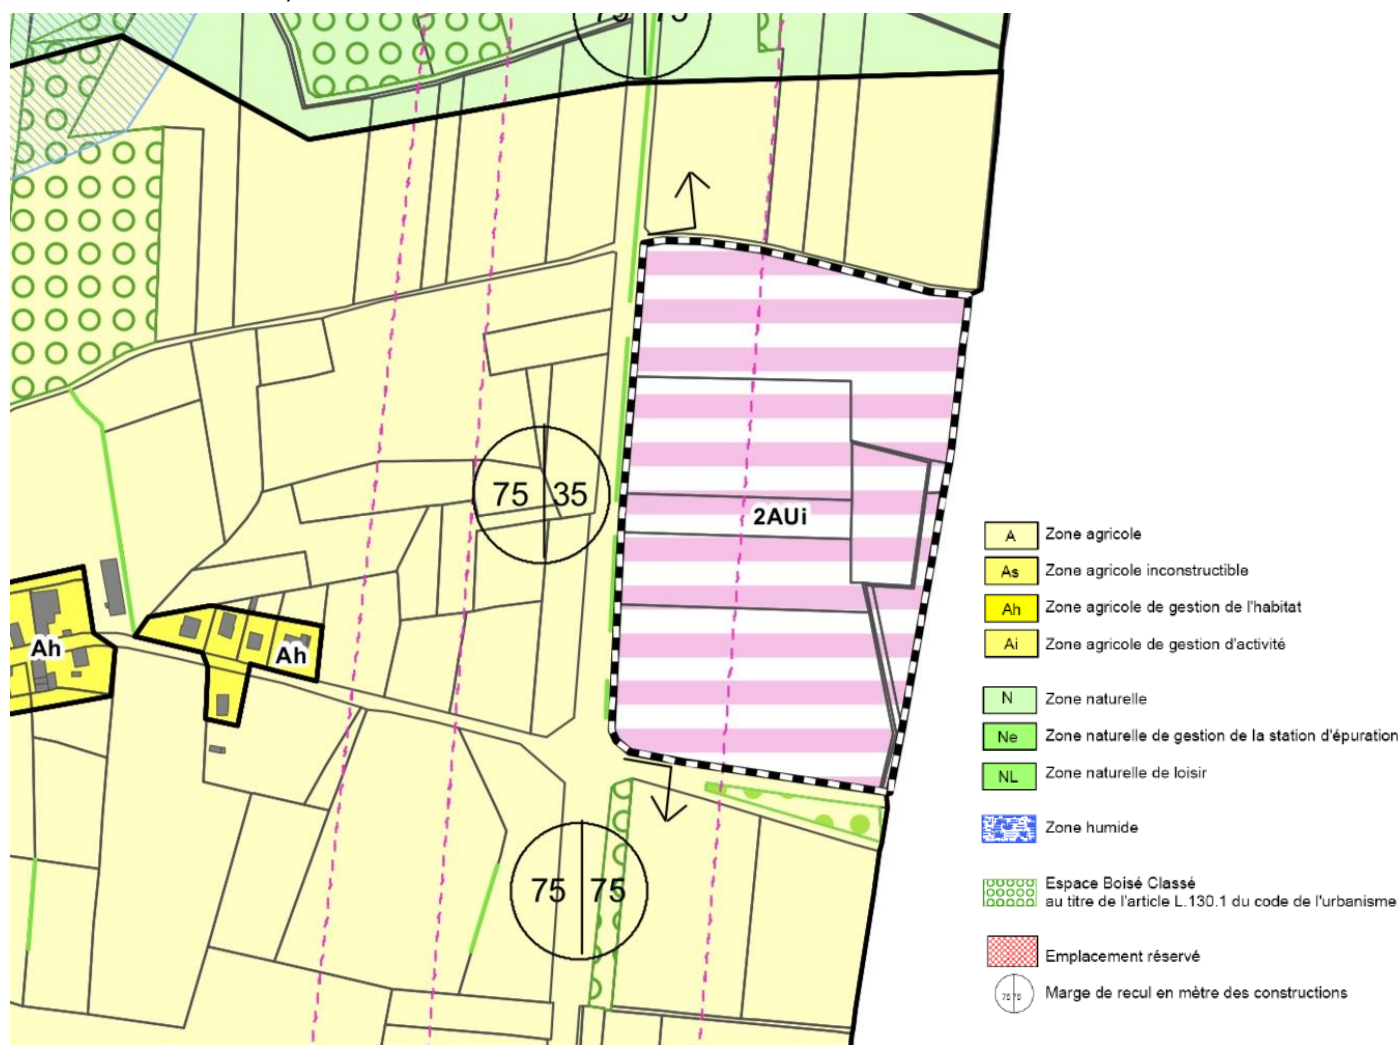 75 75
75 35
2AUi
Ah
Ah
75 75
A Zone agricole
As Zone agricole inconstructible
Ah Zone agricole de gestion de l'habitat
Ai Zone agricole de gestion d'activité
N Zone naturelle
Ne Zone naturelle de gestion de la station d'épuration
NL Zone naturelle de loisir
Zone humide
Espace Boisé Classé
au titre de l'article L.130.1 du code de l'urbanisme
Emplacement réservé
75 75 Marge de recul en mètre des constructions